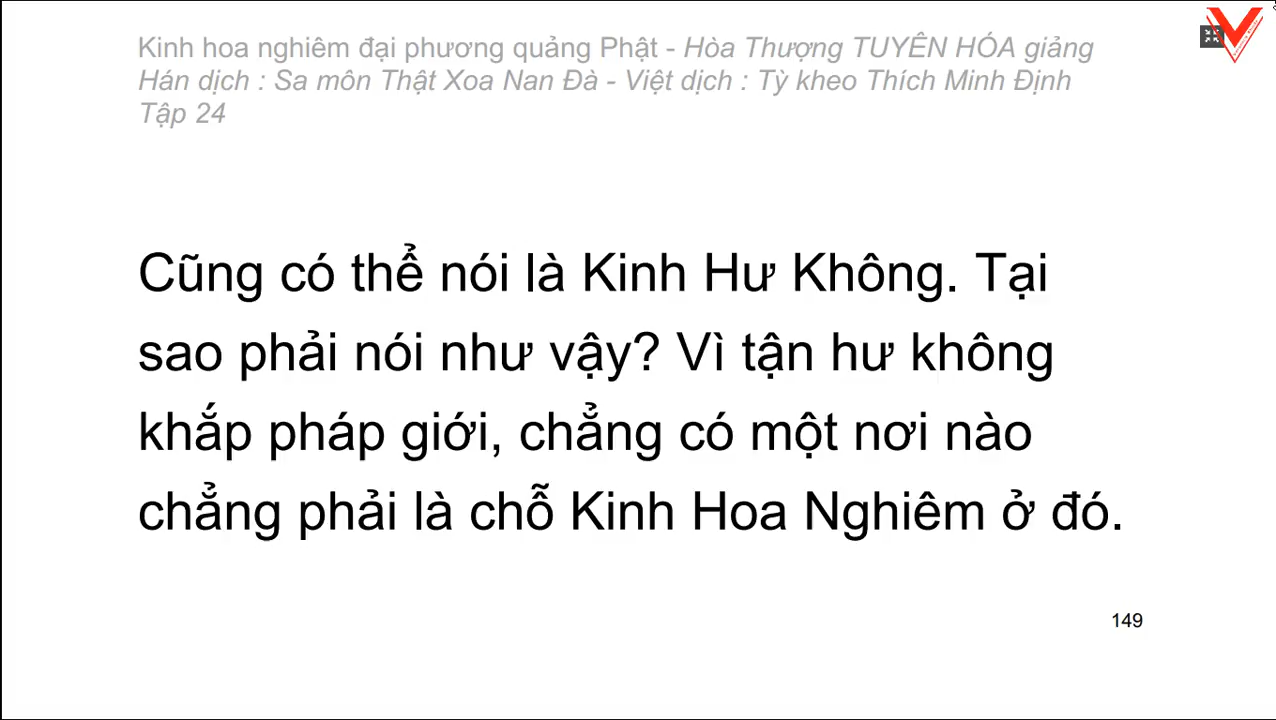 Kinh hoa nghiêm đại phương quảng Phật - Hòa Thượng TUYÊN HÓA giảng
Hán dịch : Sa môn Thật Xoa Nan Đà - Việt dịch : Tỳ kheo Thích Minh Định
Tập 24
Cũng có thể nói là Kinh Hư Không. Tại
sao phải nói như vậy? Vì tận hư không
khắp pháp giới, chẳng có một nơi nào
chẳng phải là chỗ Kinh Hoa Nghiêm ở đó.
149